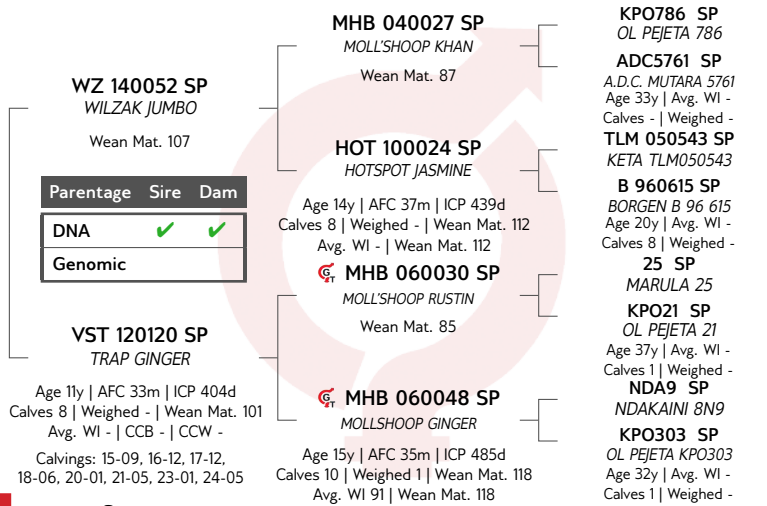 WZ 140052 SP
WILZAK JUMBO
Wean Mat. 107
Parentage Sire Dam
DNA ✔ ✔
Genomic
VST 120120 SP
TRAP GINGER
Age 11y | AFC 33m | ICP 404d
Calves 8 | Weighed - | Wean Mat. 101
Avg. WI - | CCB - | CCW -
Calvings: 15-09, 16-12, 17-12,
18-06, 20-01, 21-05, 23-01, 24-05
MHB 040027 SP
MOLL'SHOOP KHAN
Wean Mat. 87
HOT 100024 SP
HOTSPOT JASMINE
Age 14y | AFC 37m | ICP 439d
Calves 8 | Weighed - | Wean Mat. 112
Avg. WI - | Wean Mat. 112
GT MHB 060030 SP
MOLL'SHOOP RUSTIN
Wean Mat. 85
GT MHB 060048 SP
MOLLSHOOP GINGER
Age 15y | AFC 35m | ICP 485d
Calves 10 | Weighed 1 | Wean Mat. 118
Avg. WI 91 | Wean Mat. 118
KPO786 SP
OL PEJETA 786
ADC5761 SP
A.D.C. MUTARA 5761
Age 33y | Avg. WI -
Calves - | Weighed -
TLM 050543 SP
KETA TLM050543
B 960615 SP
BORGEN B 96 615
Age 20y | Avg. WI -
Calves 8 | Weighed -
25 SP
MARULA 25
KPO21 SP
OL PEJETA 21
Age 37y | Avg. WI -
Calves 1 | Weighed -
NDA9 SP
NDAKAINI 8N9
KPO303 SP
OL PEJETA KPO303
Age 32y | Avg. WI -
Calves 1 | Weighed -